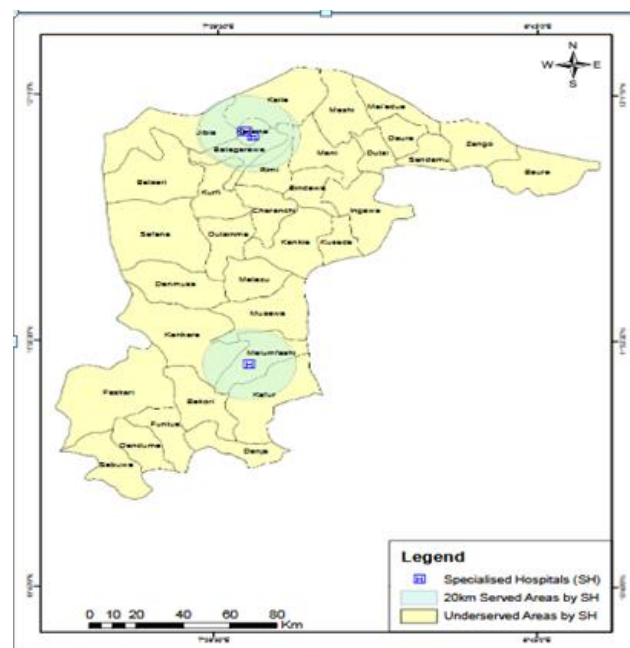 N
W E
S
Kaita
Mashi
Mai'adua
Jibia
Katsina
Daura
Zango
Batagarawa
Mani
Dutsi
Sandamu
Baure
Rimi
Batsari
Kurfi
Bindawa
Charanchi
Ingawa
Safana
Dutsinma
Kankia
Kusada
Danmusa
Matazu
Musawa
Kankara
Malumfashi
H
Kafur
Faskari
Bakori
Funtua
Dandume
Danja
Sabuwa
Legend
H Specialised Hospitals (SH)
20km Served Areas by SH
Underserved Areas by SH
0 10 20 40 60 80
Km